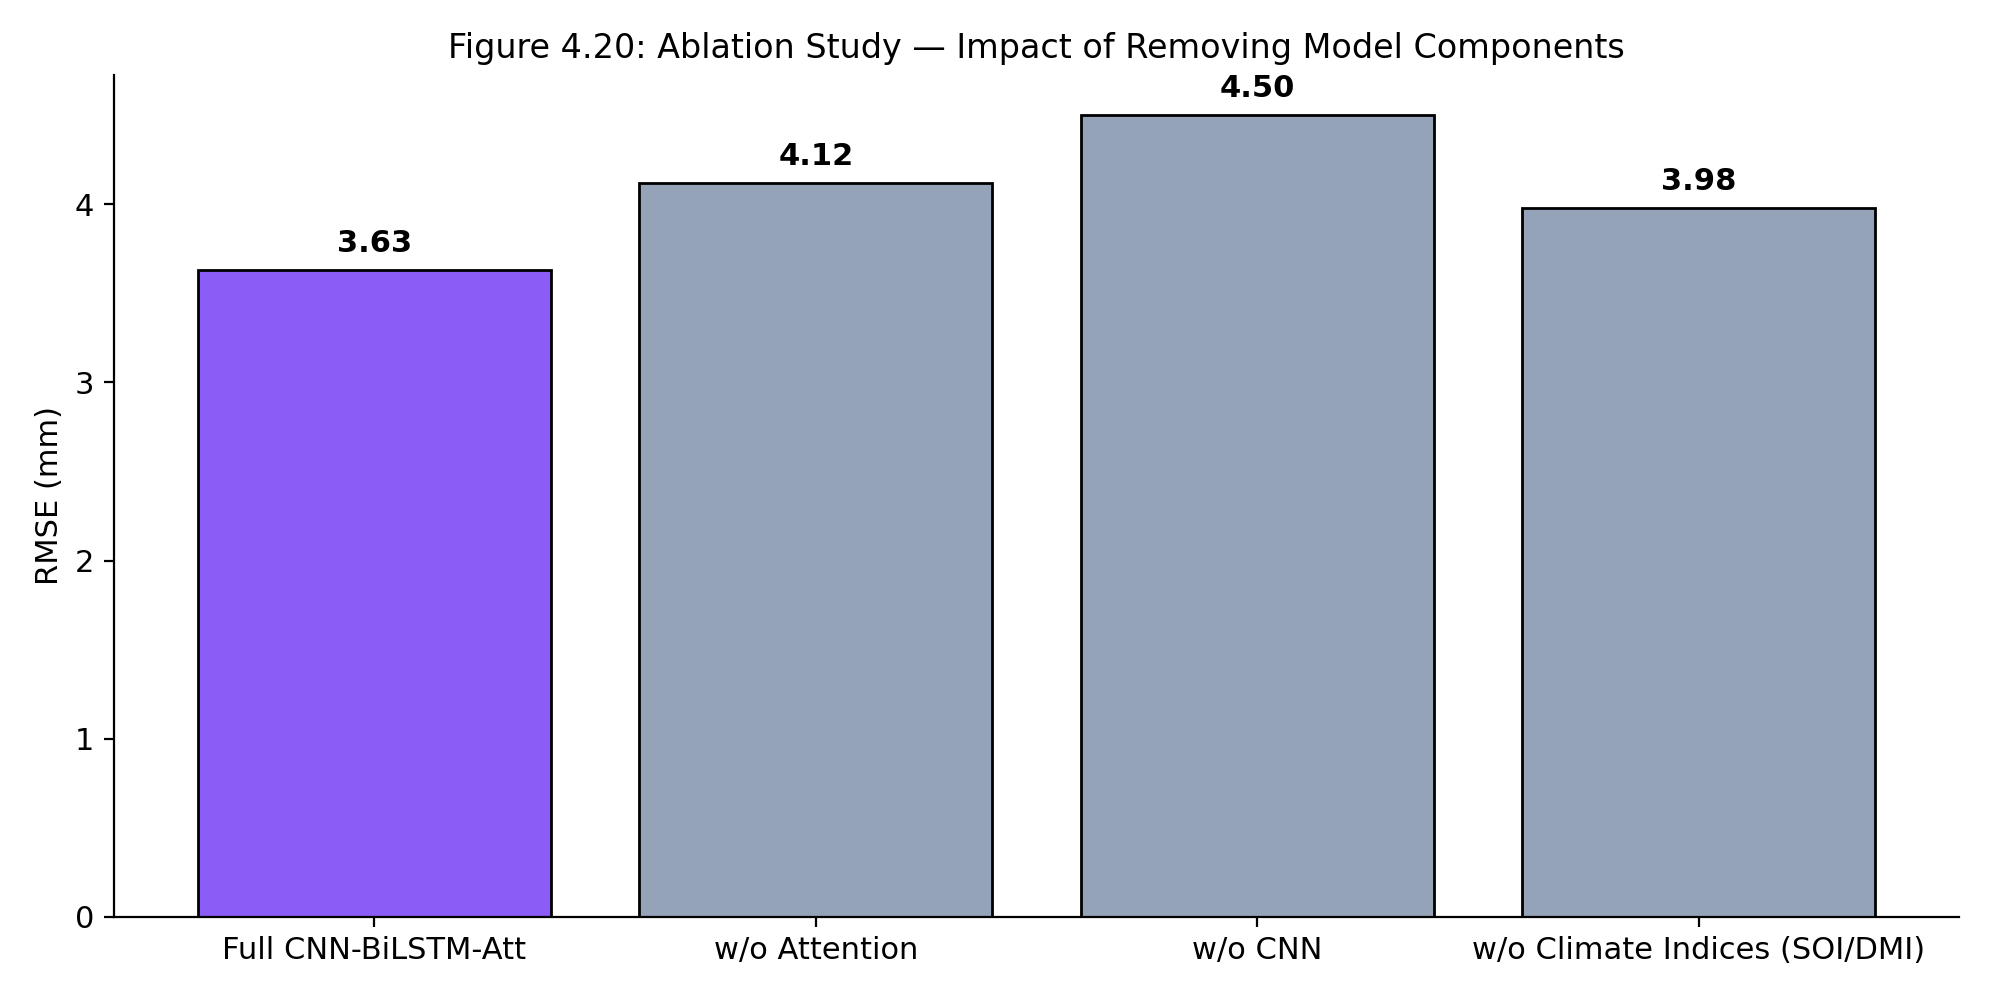 Figure 4.20: Ablation Study — Impact of Removing Model Components
4.50
4.12
3.98
3.63
RMSE (mm)
4
3
2
1
0
Full CNN-BiLSTM-Att
w/o Attention
w/o CNN
w/o Climate Indices (SOI/DMI)